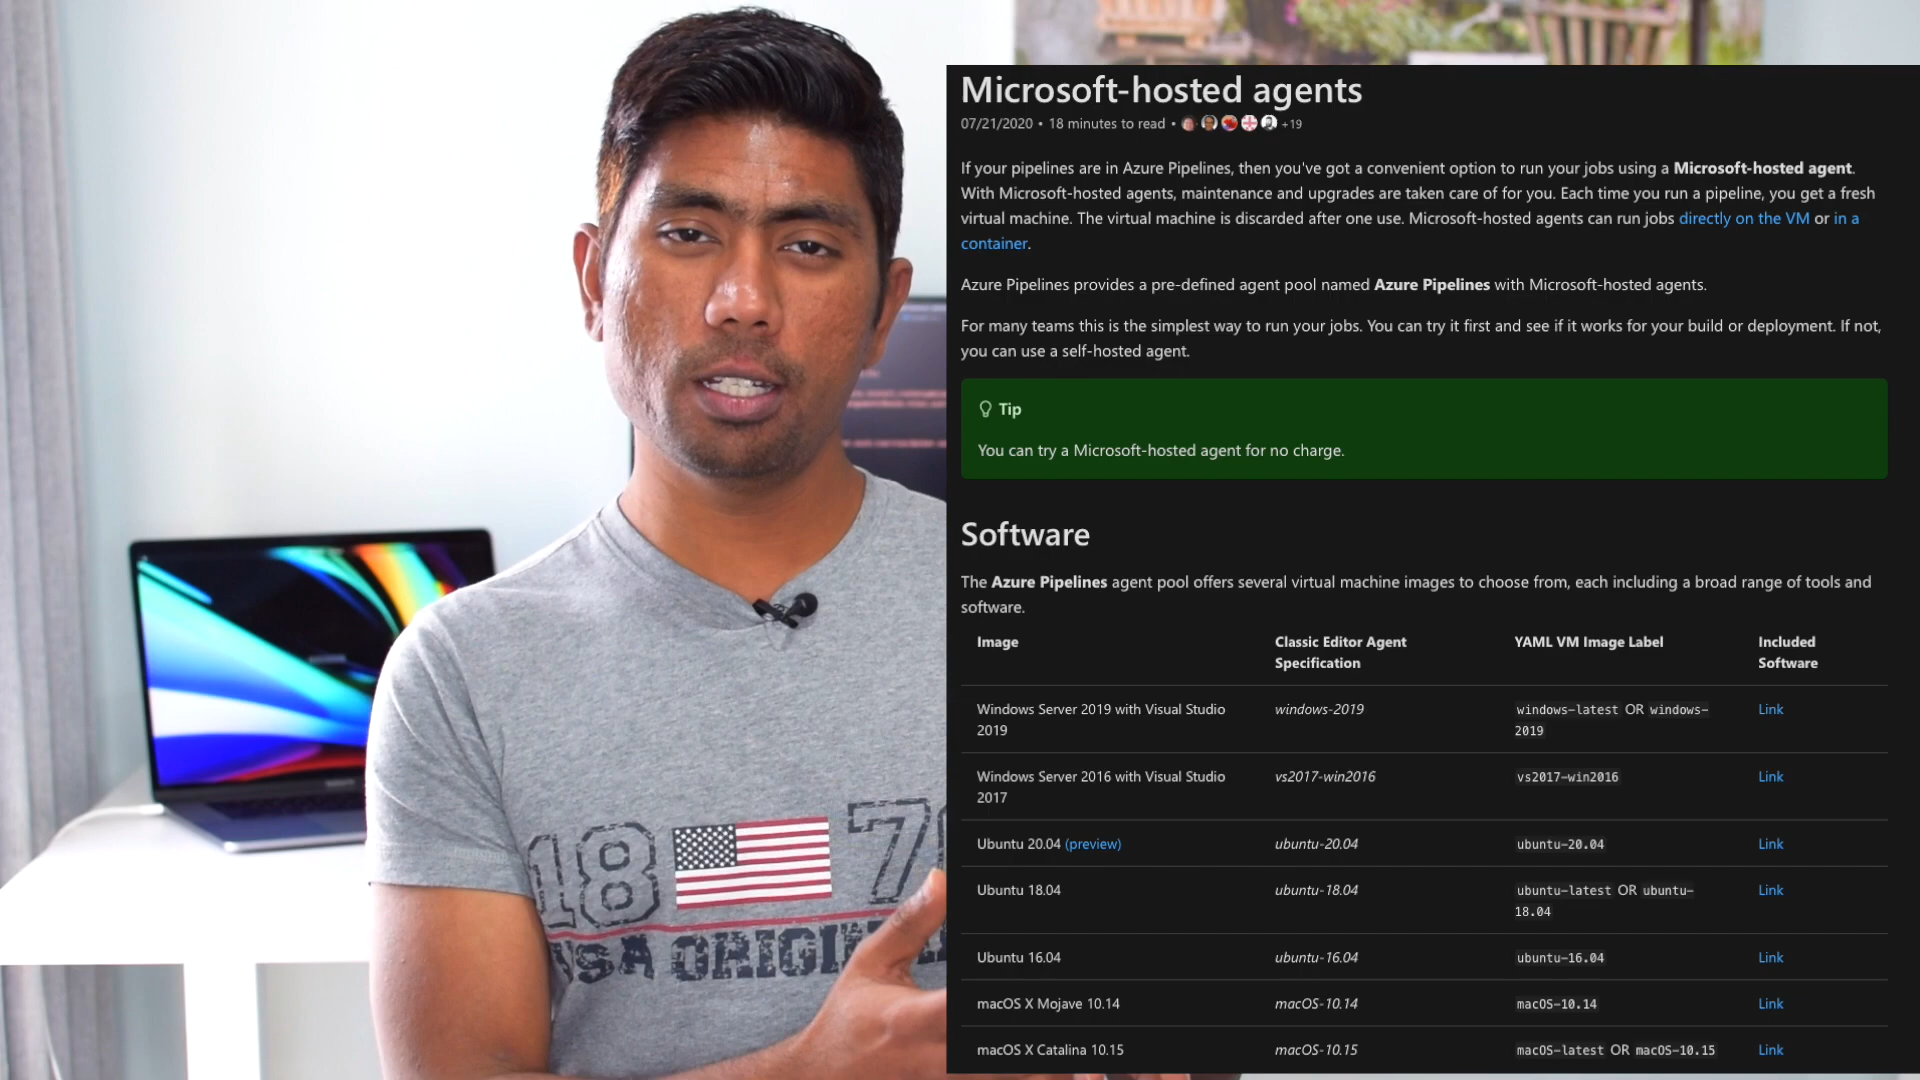 Microsoft-hosted agents
07/21/2020 • 18 minutes to read • +19
If your pipelines are in Azure Pipelines, then you've got a convenient option to run your jobs using a Microsoft-hosted agent.
With Microsoft-hosted agents, maintenance and upgrades are taken care of for you. Each time you run a pipeline, you get a fresh
virtual machine. The virtual machine is discarded after one use. Microsoft-hosted agents can run jobs directly on the VM or in a
container.
Azure Pipelines provides a pre-defined agent pool named Azure Pipelines with Microsoft-hosted agents.
For many teams this is the simplest way to run your jobs. You can try it first and see if it works for your build or deployment. If not,
you can use a self-hosted agent.
Tip
You can try a Microsoft-hosted agent for no charge.
Software
The Azure Pipelines agent pool offers several virtual machine images to choose from, each including a broad range of tools and
software.
Image Classic Editor Agent YAML VM Image Label Included
Specification Software
Windows Server 2019 with Visual Studio windows-2019 windows-latest OR windows- Link
2019 2019
Windows Server 2016 with Visual Studio vs2017-win2016 vs2017-win2016 Link
2017
Ubuntu 20.04 (preview) ubuntu-20.04 ubuntu-20.04 Link
Ubuntu 18.04 ubuntu-18.04 ubuntu-latest OR ubuntu- Link
18.04
Ubuntu 16.04 ubuntu-16.04 ubuntu-16.04 Link
macOS X Mojave 10.14 macOS-10.14 macOS-10.14 Link
macOS X Catalina 10.15 macOS-10.15 macOS-latest OR macOS-10.15 Link
18 7
USA